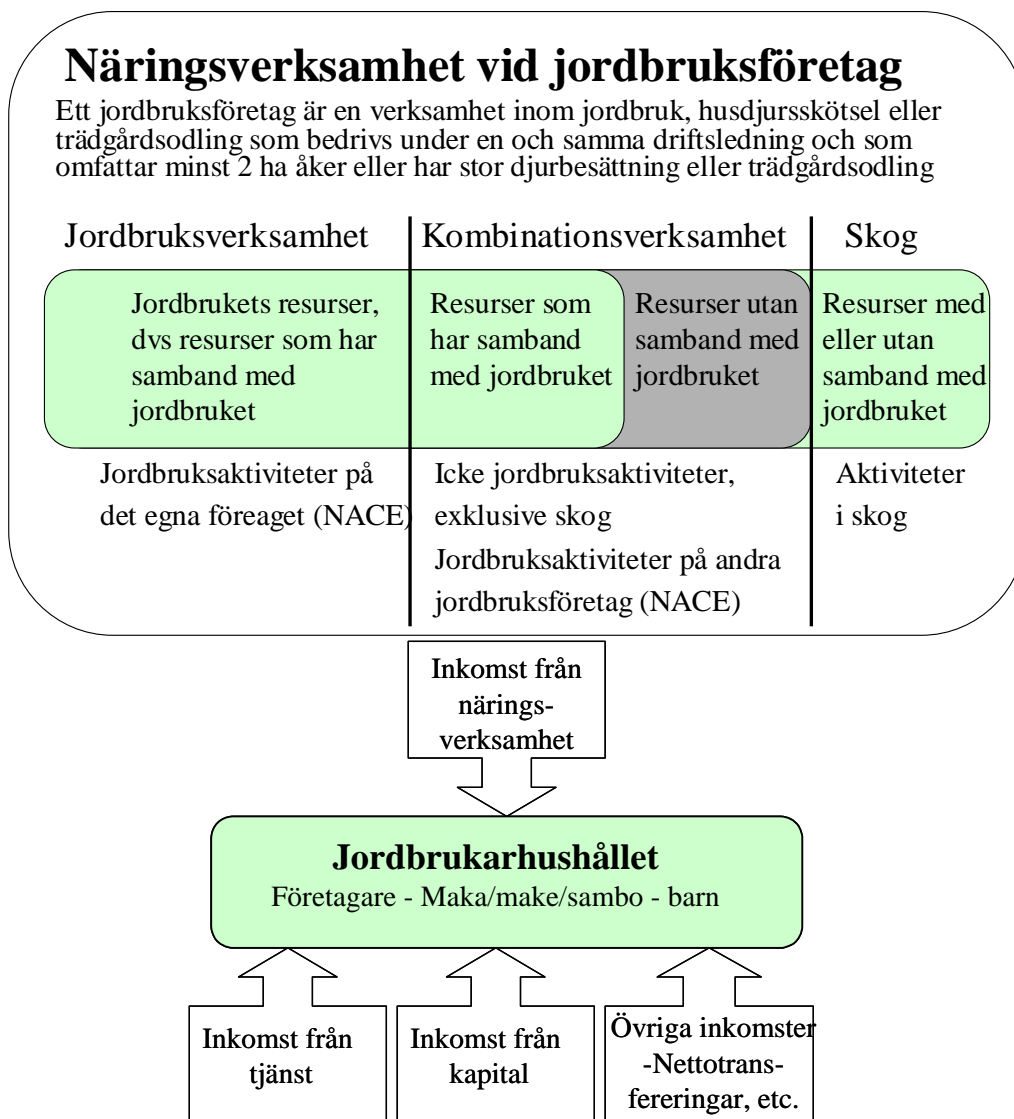 Näringsverksamhet vid jordbruksföretag
Ett jordbruksföretag är en verksamhet inom jordbruk, husdjursskötsel eller
trädgårdsodling som bedrivs under en och samma driftsledning och som
omfattar minst 2 ha åker eller har stor djurbesättning eller trädgårdsodling
Jordbruksverksamhet
Kombinationsverksamhet
Skog
Jordbrukets resurser,
dvs resurser som har
samband med
jordbruket
Resurser som
har samband
med jordbruket
Resurser utan
samband med
jordbruket
Resurser med
eller utan
samband med
jordbruket
Jordbruksaktiviteter på
det egna föreaget (NACE)
Icke jordbruksaktiviteter,
exklusive skog
Jordbruksaktiviteter på andra
jordbruksföretag (NACE)
Aktiviteter
i skog
Inkomst från
närings-
verksamhet
Jordbrukarhushållet
Företagare - Maka/make/sambo - barn
Inkomst från
tjänst
Inkomst från
kapital
Övriga inkomster
-Nettotrans-
fereringar, etc.